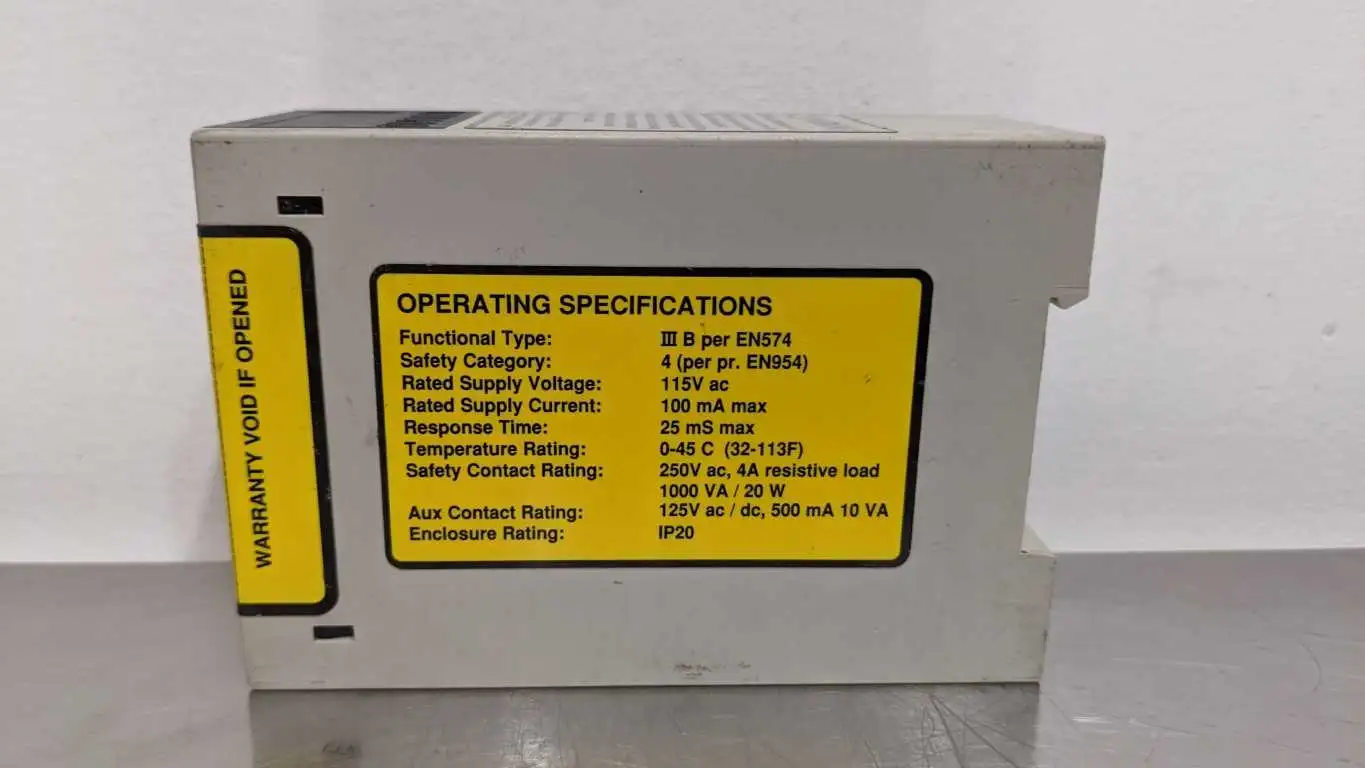 WARRANTY VOID IF OPENED
OPERATING SPECIFICATIONS
Functional Type: III B per EN574
Safety Category: 4 (per pr. EN954)
Rated Supply Voltage: 115V ac
Rated Supply Current: 100 mA max
Response Time: 25 mS max
Temperature Rating: 0-45 C (32-113F)
Safety Contact Rating: 250V ac, 4A resistive load
1000 VA / 20 W
Aux Contact Rating: 125V ac / dc, 500 mA 10 VA
Enclosure Rating: IP20